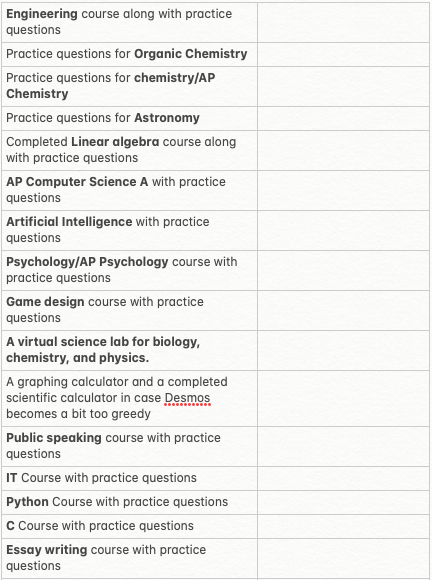 Engineering course along with practice
questions
Practice questions for Organic Chemistry
Practice questions for chemistry/AP
Chemistry
Practice questions for Astronomy
Completed Linear algebra course along
with practice questions
AP Computer Science A with practice
questions
Artificial Intelligence with practice
questions
Psychology/AP Psychology course with
practice questions
Game design course with practice
questions
A virtual science lab for biology,
chemistry, and physics.
A graphing calculator and a completed
scientific calculator in case Desmos
becomes a bit too greedy
Public speaking course with practice
questions
IT Course with practice questions
Python Course with practice questions
C Course with practice questions
Essay writing course with practice
questions